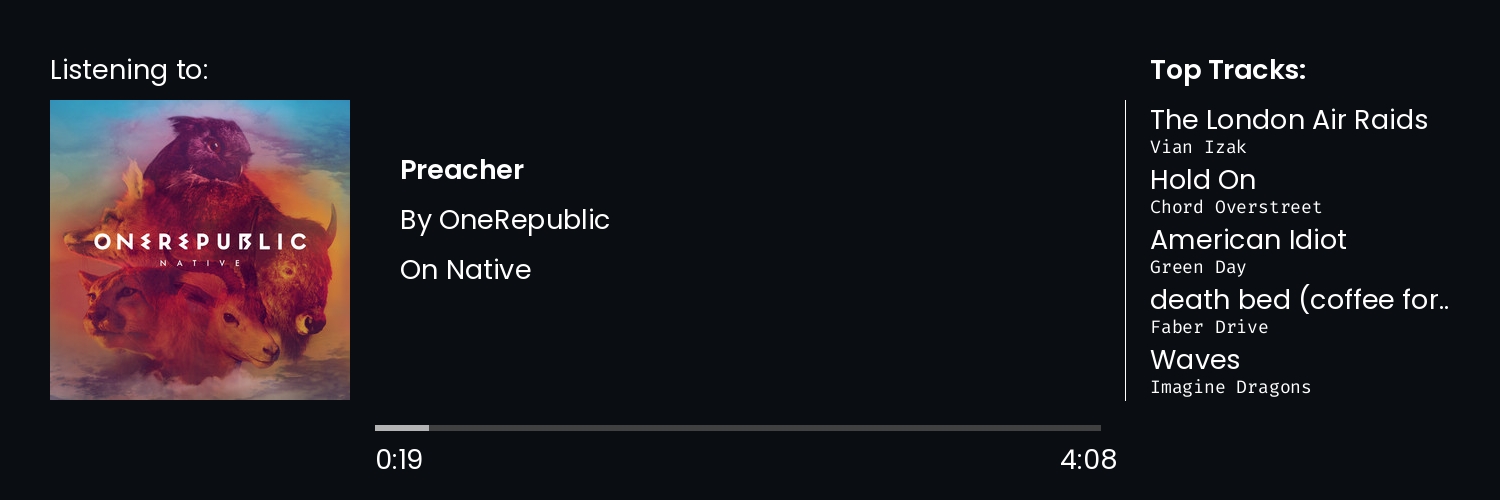 Listening to:
ONEREPUBLIC
NATIVE
Preacher
By OneRepublic
On Native
0:19
4:08
Top Tracks:
The London Air Raids
Vian Izak
Hold On
Chord Overstreet
American Idiot
Green Day
death bed (coffee for..
Faber Drive
Waves
Imagine Dragons